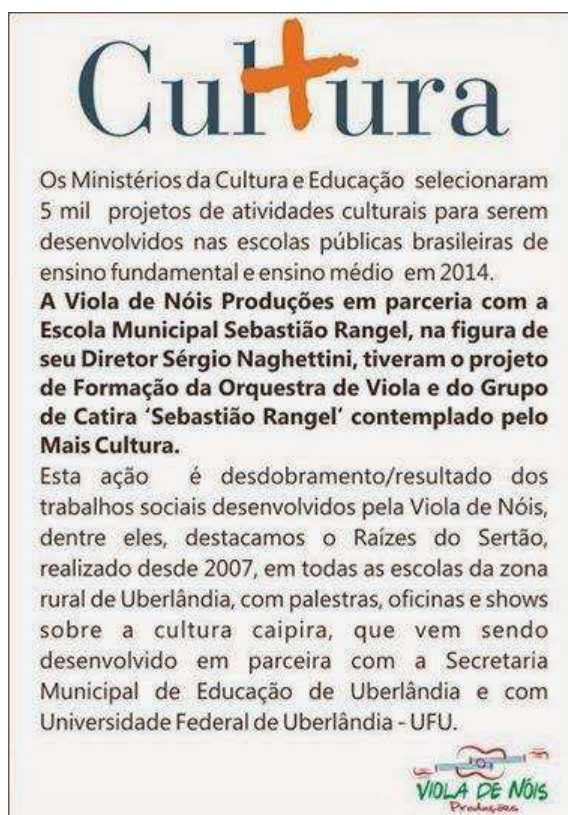 Cultura
Os Ministérios da Cultura e Educação selecionaram
5 mil projetos de atividades culturais para serem
desenvolvidos nas escolas públicas brasileiras de
ensino fundamental e ensino médio em 2014.
A Viola de Nóis Produções em parceria com a
Escola Municipal Sebastião Rangel, na figura de
seu Diretor Sérgio Naghettini, tiveram o projeto
de Formação da Orquestra de Viola e do Grupo
de Catira ‘Sebastião Rangel’ contemplado pelo
Mais Cultura.
Esta ação é desdobramento/resultado dos
trabalhos sociais desenvolvidos pela Viola de Nóis,
dentre eles, destacamos o Raízes do Sertão,
realizado desde 2007, em todas as escolas da zona
rural de Uberlândia, com palestras, oficinas e shows
sobre a cultura caipira, que vem sendo
desenvolvido em parceira com a Secretaria
Municipal de Educação de Uberlândia e com
Universidade Federal de Uberlândia - UFU.
VIOLA DE NÓIS
Produções